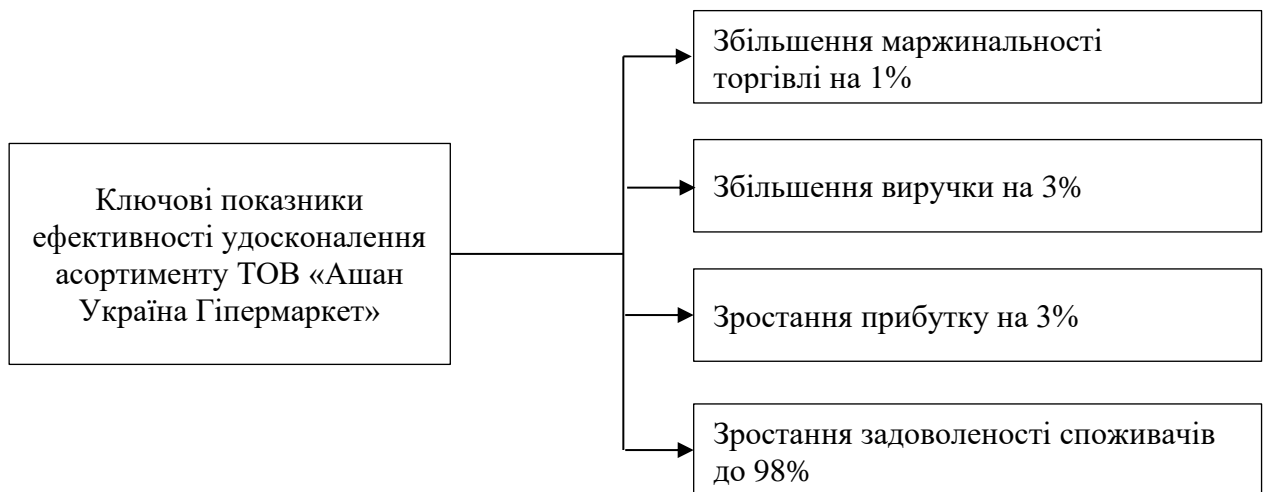 Збільшення маржинальності
торгівлі на 1%
Ключові показники
ефективності удосконалення
асортименту ТОВ «Ашан
Україна Гіпермаркет»
Збільшення виручки на 3%
Зростання прибутку на 3%
Зростання задоволеності споживачів
до 98%